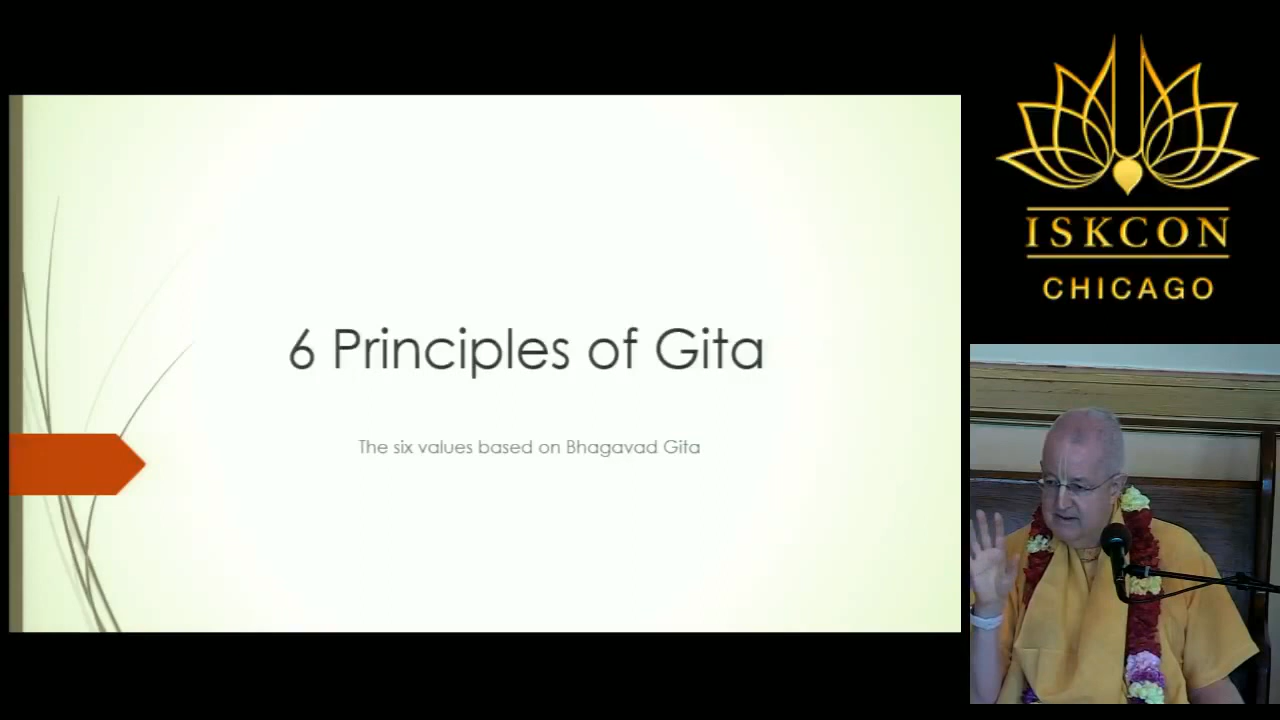 6 Principles of Gita
The six values based on Bhagavad Gita
ISKCON
CHICAGO